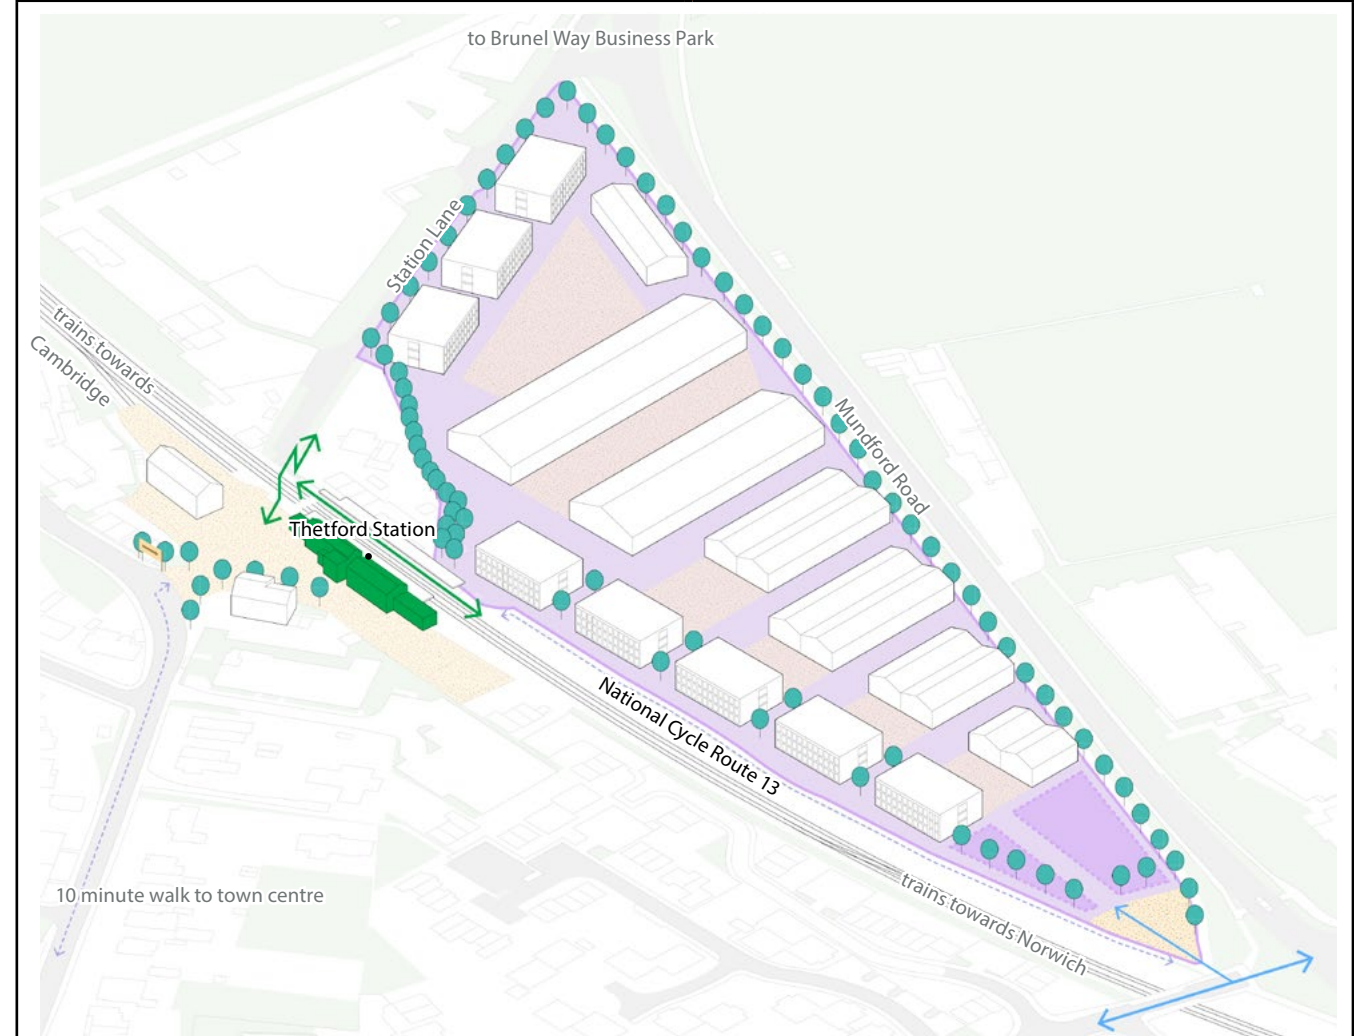 to Brunel Way Business Park
Station Lane
trains towards
Cambridge
Mundford Road
Thetford Station
National Cycle Route 13
10 minute walk to town centre
trains towards Norwich